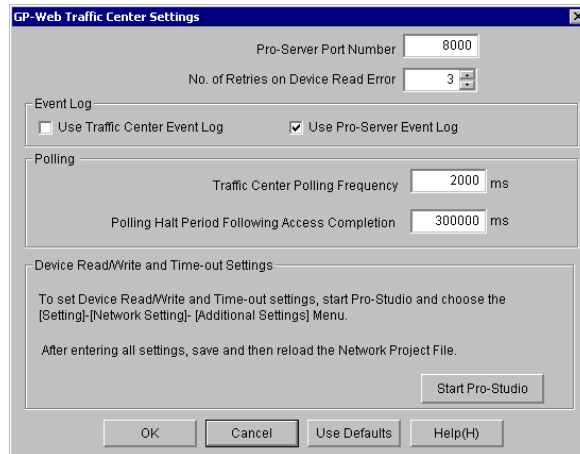 GP-Web Traffic Center Settings
Pro-Server Port Number 8000
No. of Retries on Device Read Error 3
Event Log
Use Traffic Center Event Log Use Pro-Server Event Log
Polling
Traffic Center Polling Frequency 2000 ms
Polling Halt Period Following Access Completion 300000 ms
Device Read/Write and Time-out Settings
To set Device Read/Write and Time-out settings, start Pro-Studio and choose the
[Setting]-[Network Setting]- [Additional Settings] Menu.
After entering all settings, save and then reload the Network Project File.
Start Pro-Studio
OK Cancel Use Defaults Help(H)